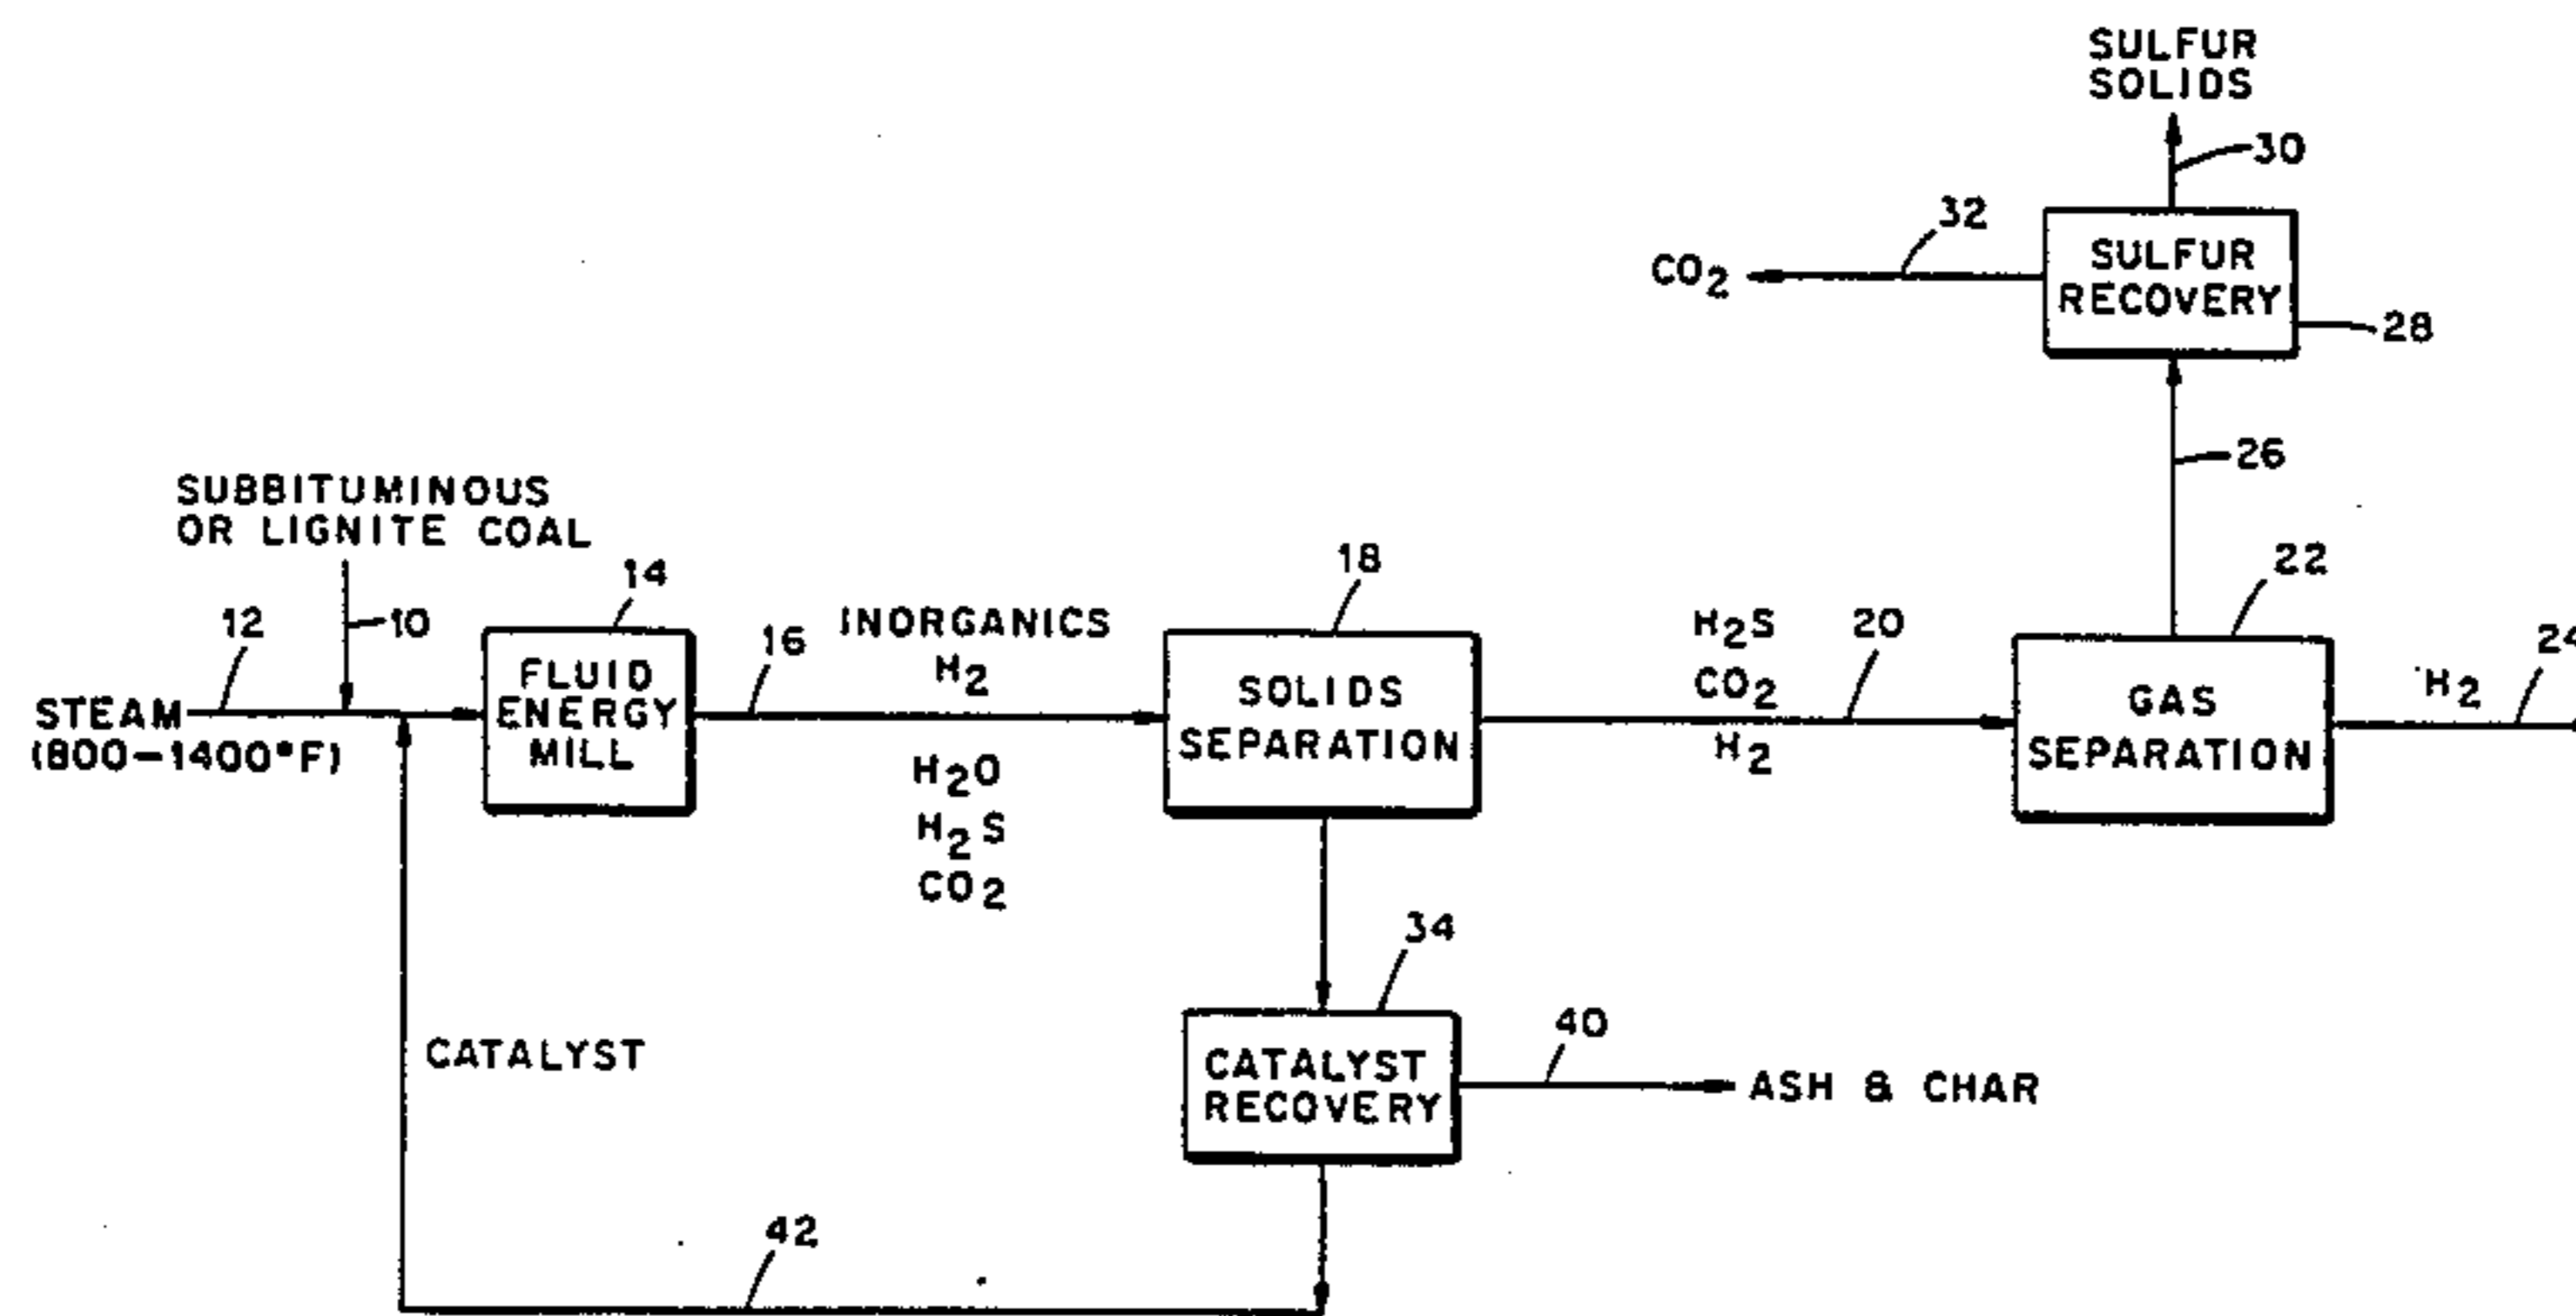 SULFUR
SOLIDS
30
32
CO2
SULFUR
RECOVERY
28
26
SUBBITUMINOUS
OR LIGNITE COAL
10
12
STEAM
(800-1400°F)
14
FLUID
ENERGY
MILL
16
INORGANICS
H2
H2O
H2S
CO2
18
SOLIDS
SEPARATION
H2S
CO2
H2
20
22
GAS
SEPARATION
H2
24
34
CATALYST
RECOVERY
40
ASH & CHAR
CATALYST
42